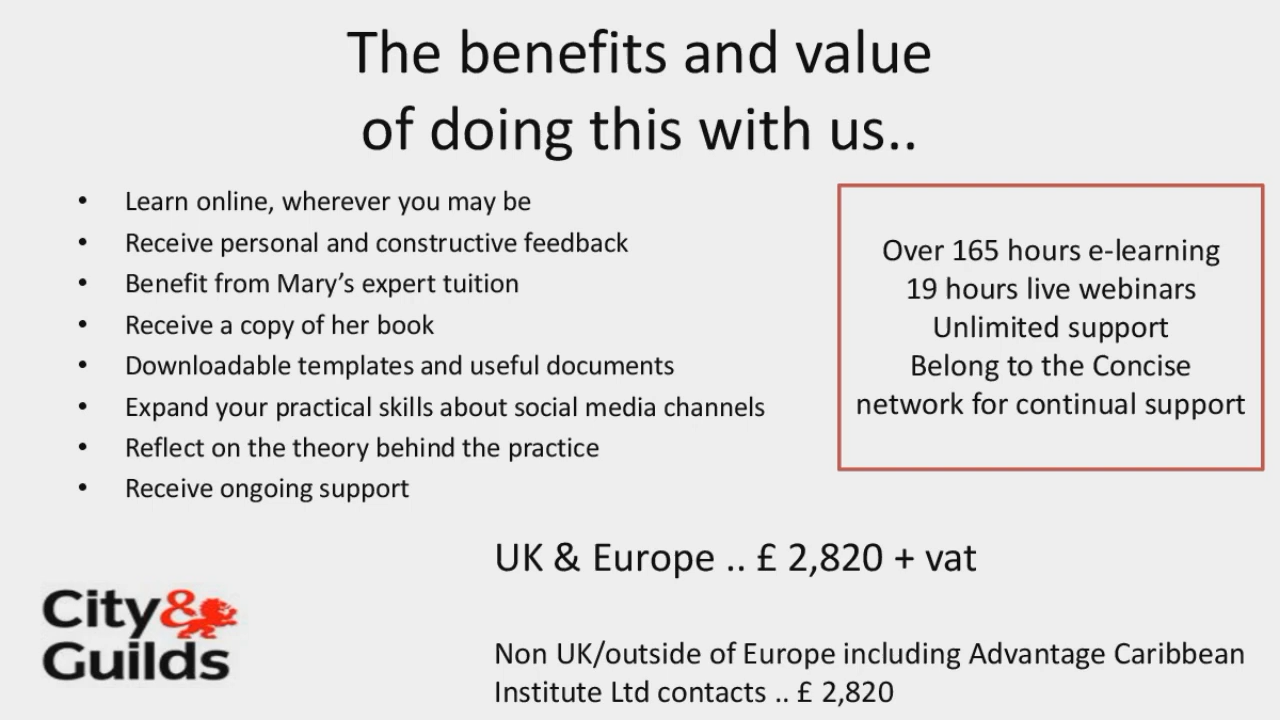 The benefits and value
of doing this with us..
• Learn online, wherever you may be
• Receive personal and constructive feedback
• Benefit from Mary’s expert tuition
• Receive a copy of her book
• Downloadable templates and useful documents
• Expand your practical skills about social media channels
• Reflect on the theory behind the practice
• Receive ongoing support
Over 165 hours e-learning
19 hours live webinars
Unlimited support
Belong to the Concise
network for continual support
UK & Europe .. £ 2,820 + vat
City&
Guilds
Non UK/outside of Europe including Advantage Caribbean
Institute Ltd contacts .. £ 2,820